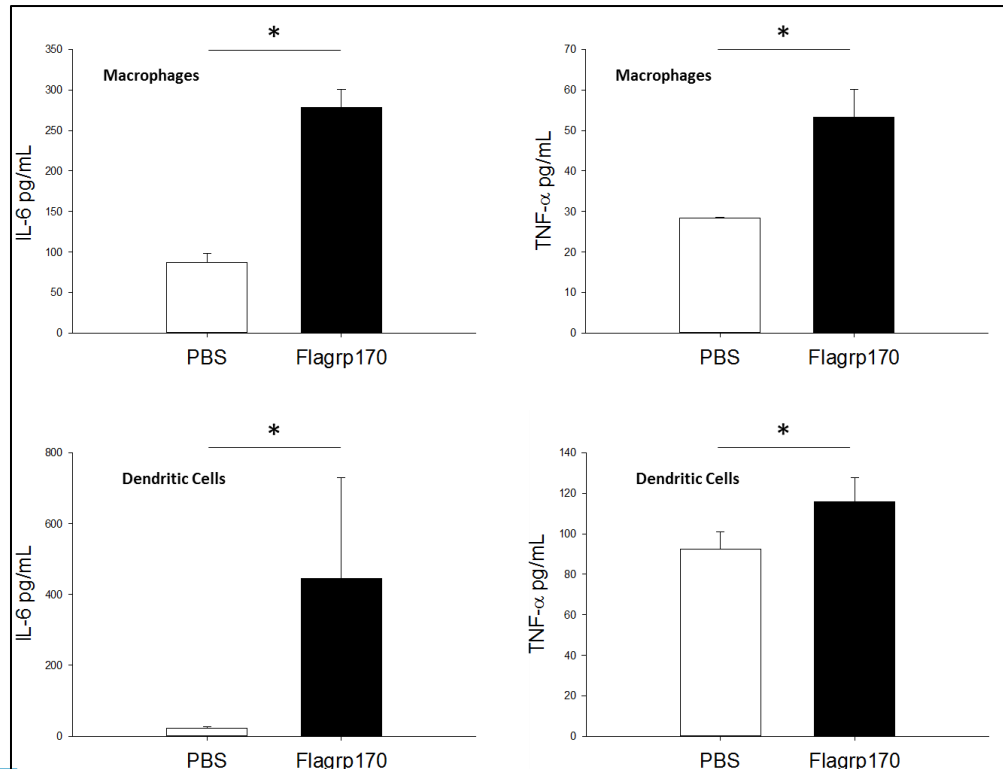 *
350
300
250
200
150
100
50
0
Macrophages
IL-6 pg/mL
PBS Flagrp170
*
70
60
50
40
30
20
10
0
Macrophages
TNF-α pg/mL
PBS Flagrp170
*
800
600
400
200
0
Dendritic Cells
IL-6 pg/mL
PBS Flagrp170
*
140
120
100
80
60
40
20
0
Dendritic Cells
TNF-α pg/mL
PBS Flagrp170